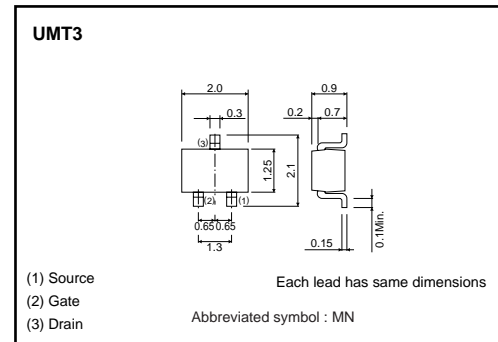 UMT3
2.0
0.9
0.3
0.2
0.7
(3)
1.25
2.1
(2)
(1)
0.65
0.65
1.3
0.15
0.1Min.
(1) Source
(2) Gate
(3) Drain
Each lead has same dimensions
Abbreviated symbol : MN